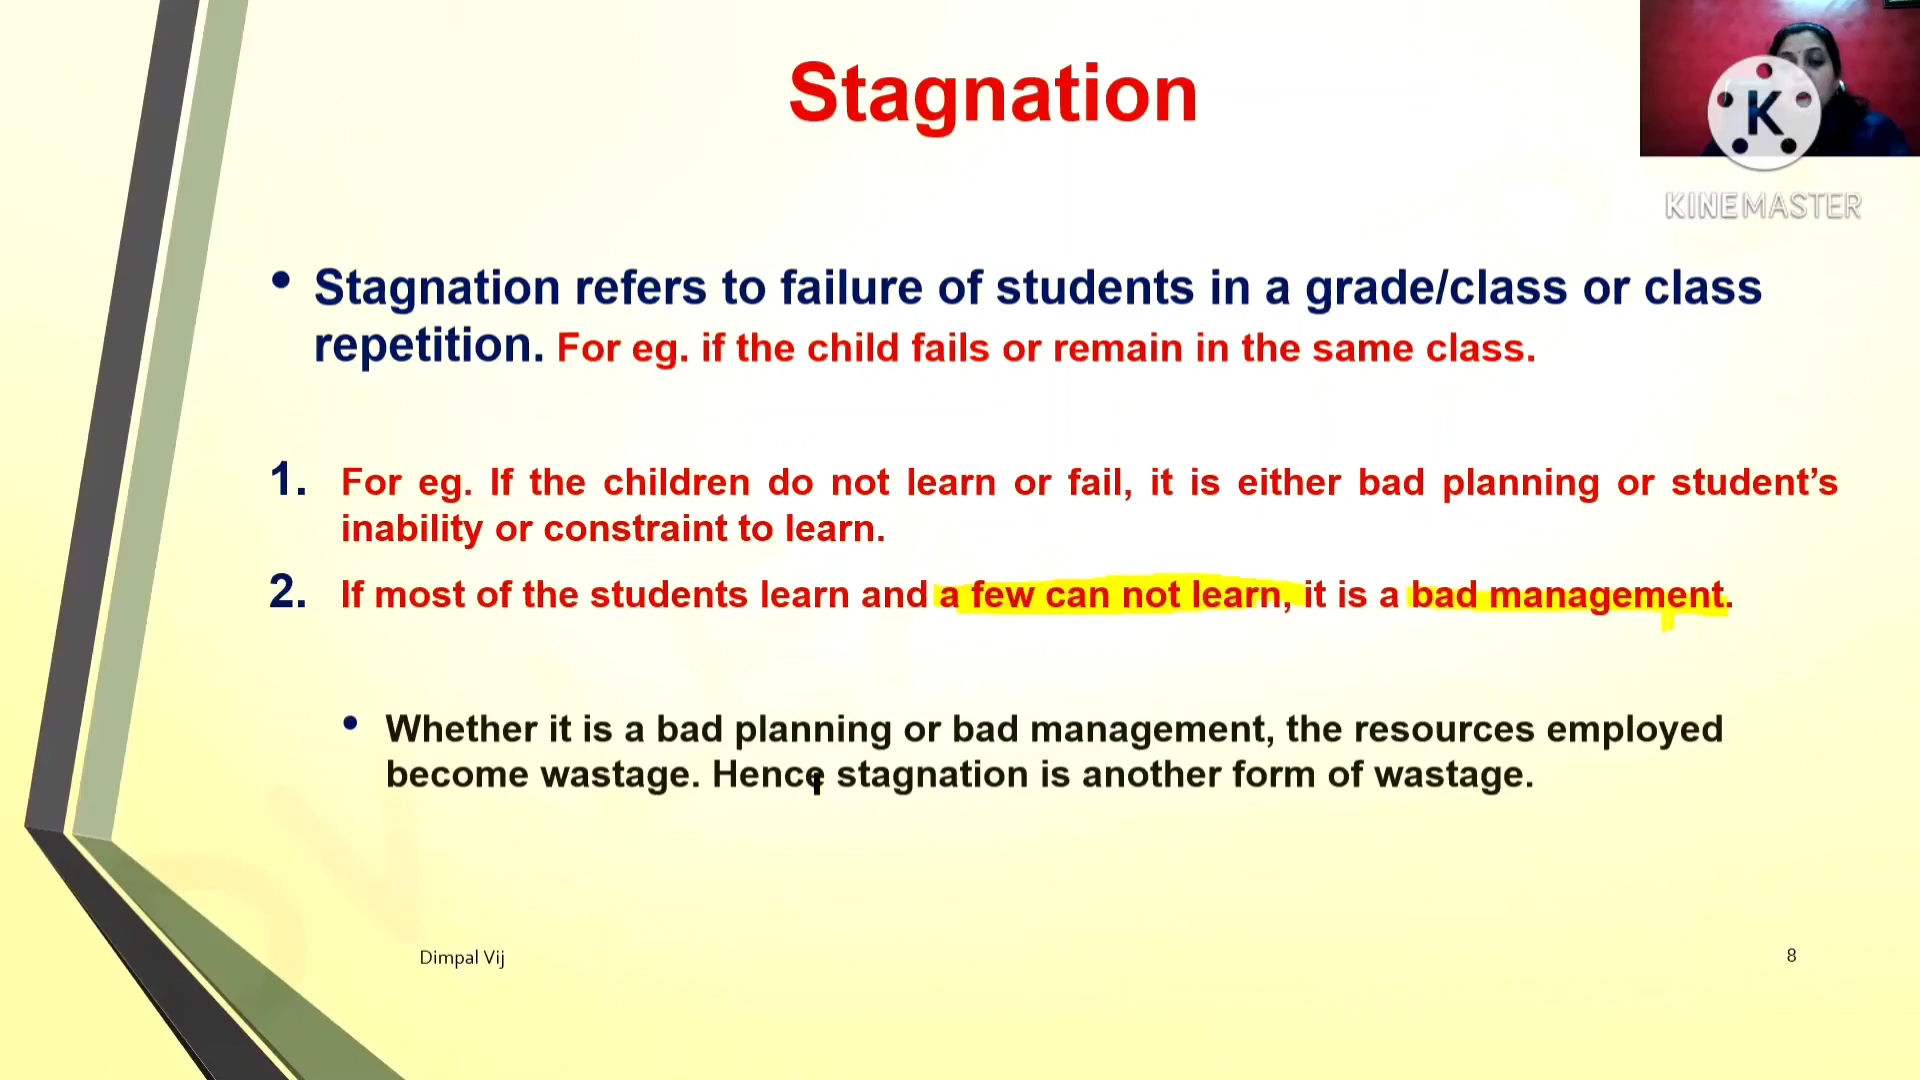 Stagnation
K
KINEMASTER
• Stagnation refers to failure of students in a grade/class or class
repetition. For eg. if the child fails or remain in the same class.
1. For eg. If the children do not learn or fail, it is either bad planning or student’s
inability or constraint to learn.
2. If most of the students learn and a few can not learn, it is a bad management.
• Whether it is a bad planning or bad management, the resources employed
become wastage. Hence stagnation is another form of wastage.
Dimpal Vij
8